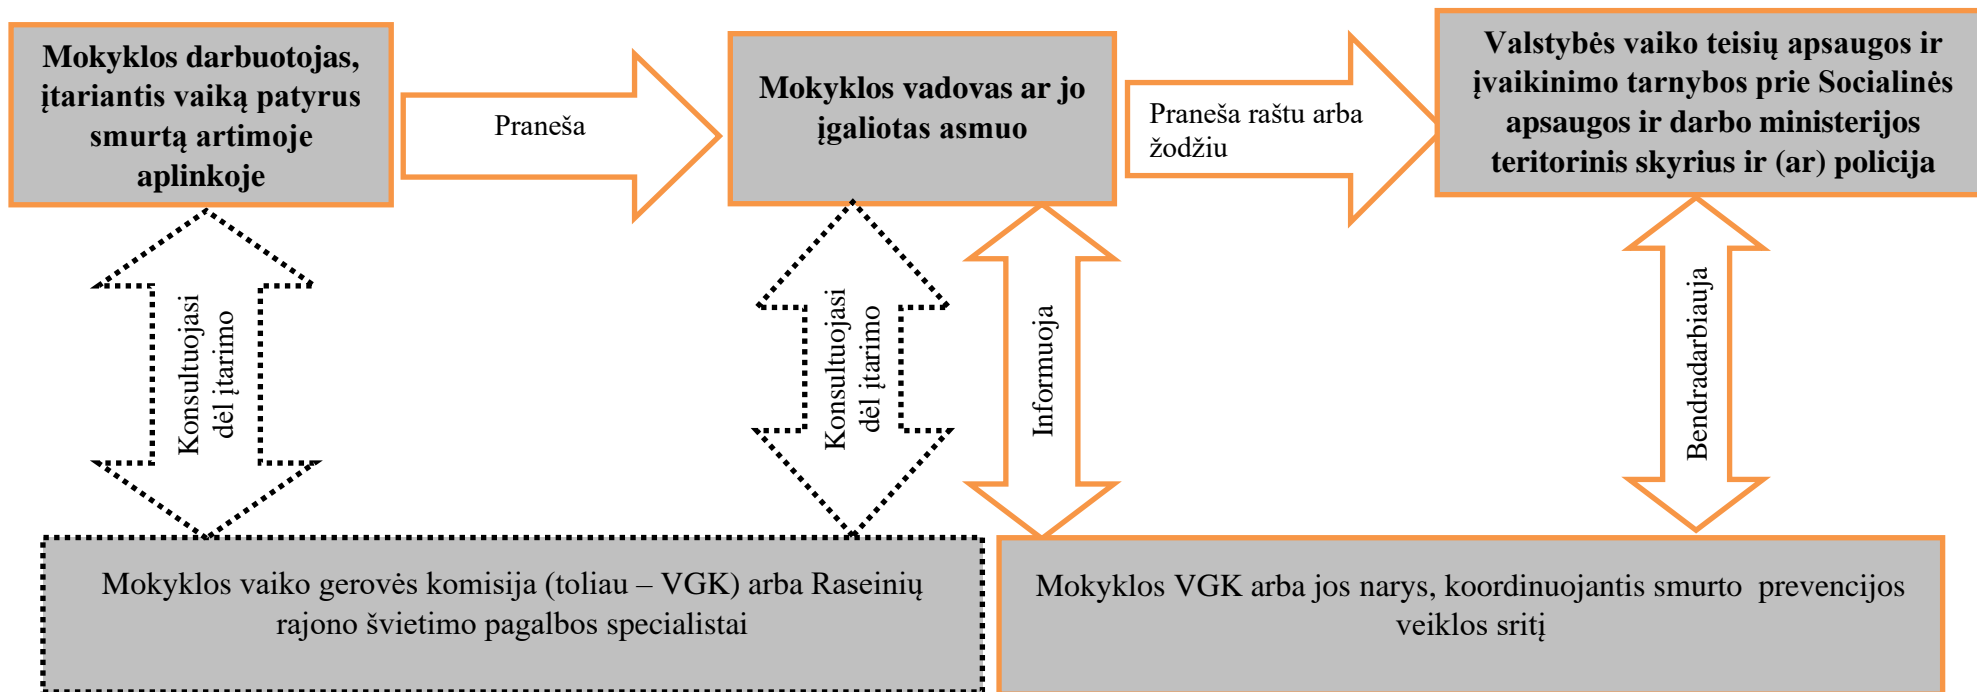 Mokyklos darbuotojas,
įtariantis vaiką patyrus
smurtą artimoje
aplinkoje
Praneša
Mokyklos vadovas ar jo
įgaliotas asmuo
Praneša raštu arba
žodžiu
Valstybės vaiko teisių apsaugos ir
įvaikinimo tarnybos prie Socialinės
apsaugos ir darbo ministerijos
teritorinis skyrius ir (ar) policija
Konsultuojasi
dėl įtarimo
Konsultuojasi
dėl įtarimo
Informuoja
Bendradarbiauja
Mokyklos vaiko gerovės komisija (toliau – VGK) arba Raseinių
rajono švietimo pagalbos specialistai
Mokyklos VGK arba jos narys, koordinuojantis smurto prevencijos
veiklos sritį